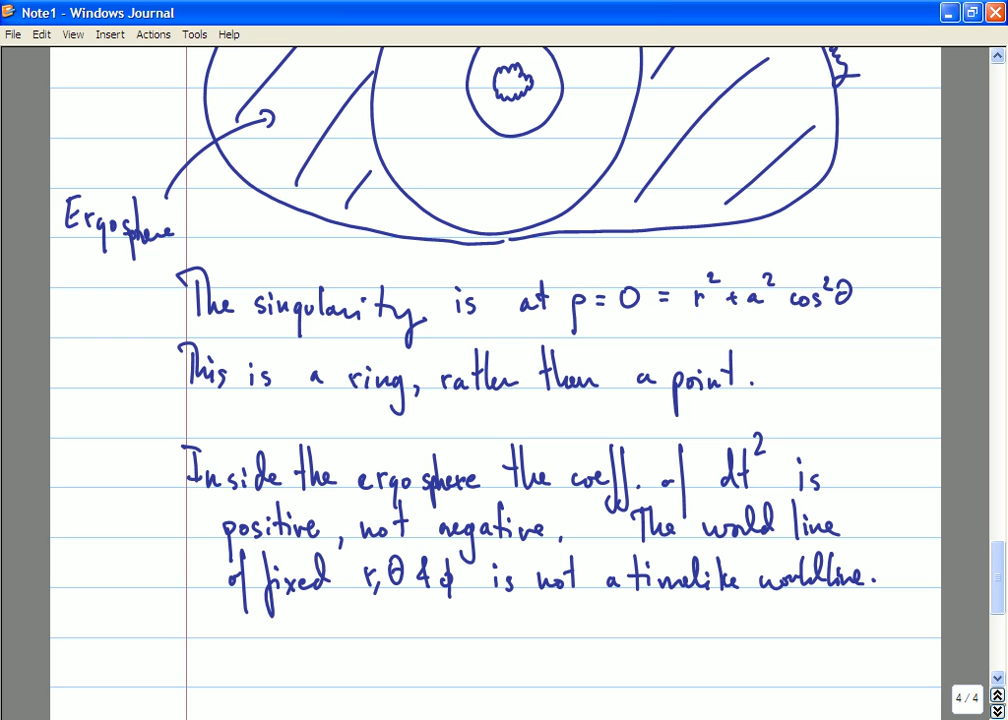 Note1 - Windows Journal
File Edit View Insert Actions Tools Help
Ergosphere
The singularity is at ρ = 0 = r² + a² cos²θ
This is a ring, rather then a point.
Inside the ergosphere the coeff. of dt² is
positive, not negative. The world line
of fixed r, θ & ϕ is not a timelike worldline.
4 / 4